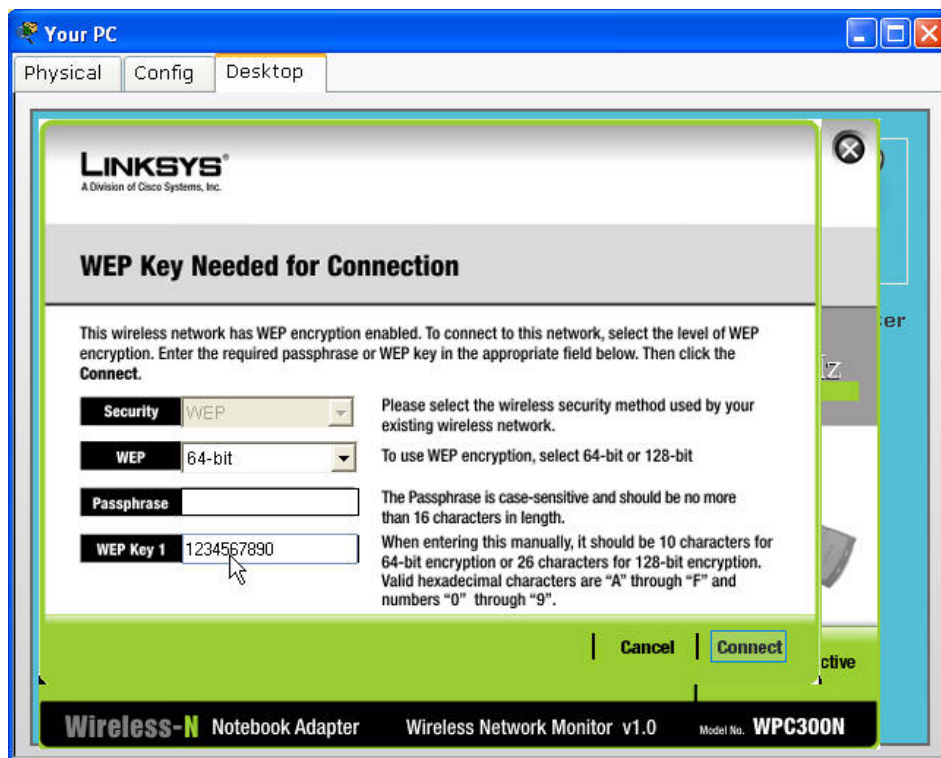 Your PC
Physical Config Desktop
LINKSYS®
A Division of Cisco Systems, Inc.
WEP Key Needed for Connection
This wireless network has WEP encryption enabled. To connect to this network, select the level of WEP
encryption. Enter the required passphrase or WEP key in the appropriate field below. Then click the
Connect.
Security WEP
Please select the wireless security method used by your
existing wireless network.
WEP 64-bit
To use WEP encryption, select 64-bit or 128-bit
Passphrase
The Passphrase is case-sensitive and should be no more
than 16 characters in length.
WEP Key 1 1234567890
When entering this manually, it should be 10 characters for
64-bit encryption or 26 characters for 128-bit encryption.
Valid hexadecimal characters are “A” through “F” and
numbers “0” through “9”.
Cancel Connect
Wireless-N Notebook Adapter Wireless Network Monitor v1.0 Model No. WPC300N